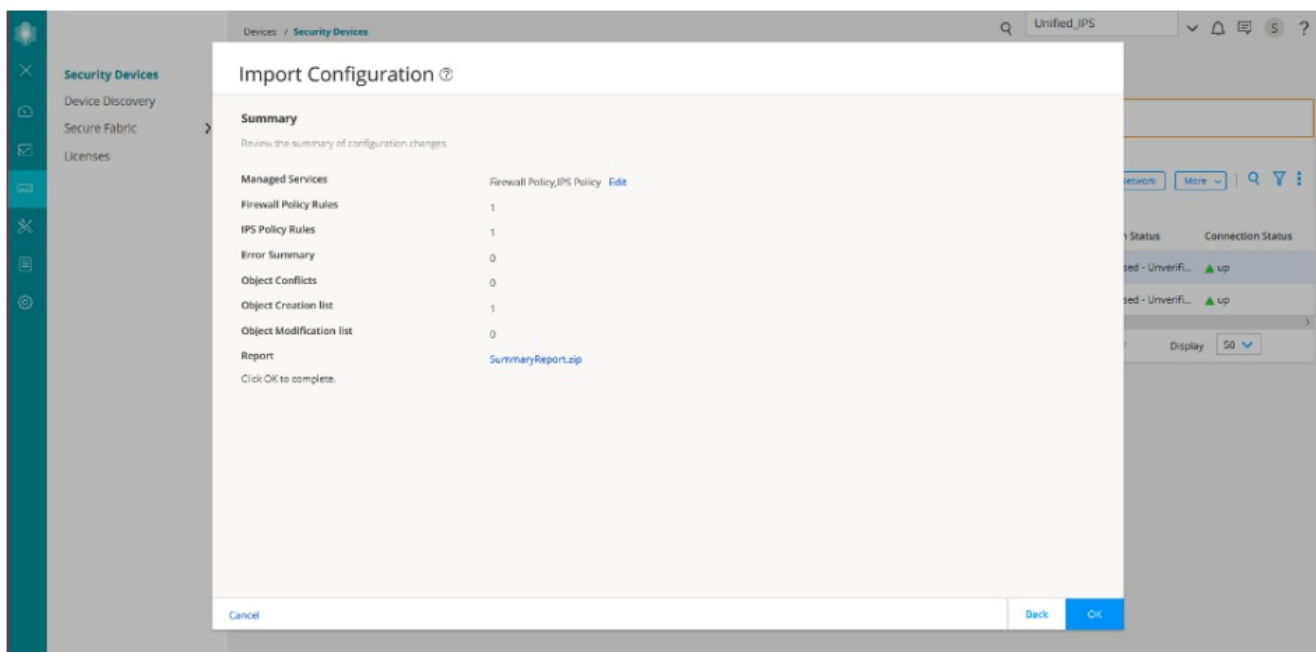 Devices / Security Devices
Unified_IPS
S
?
Security Devices
Device Discovery
Secure Fabric
Licenses
Import Configuration ?
Summary
Review the summary of configuration changes.
Managed Services Firewall Policy,IPS Policy Edit
Firewall Policy Rules 1
IPS Policy Rules 1
Error Summary 0
Object Conflicts 0
Object Creation list 1
Object Modification list 0
Report SummaryReport.zip
Click OK to complete.
Cancel Back OK
More
Status Connection Status
sed - Unverifi... up
sed - Unverifi... up
Display 50